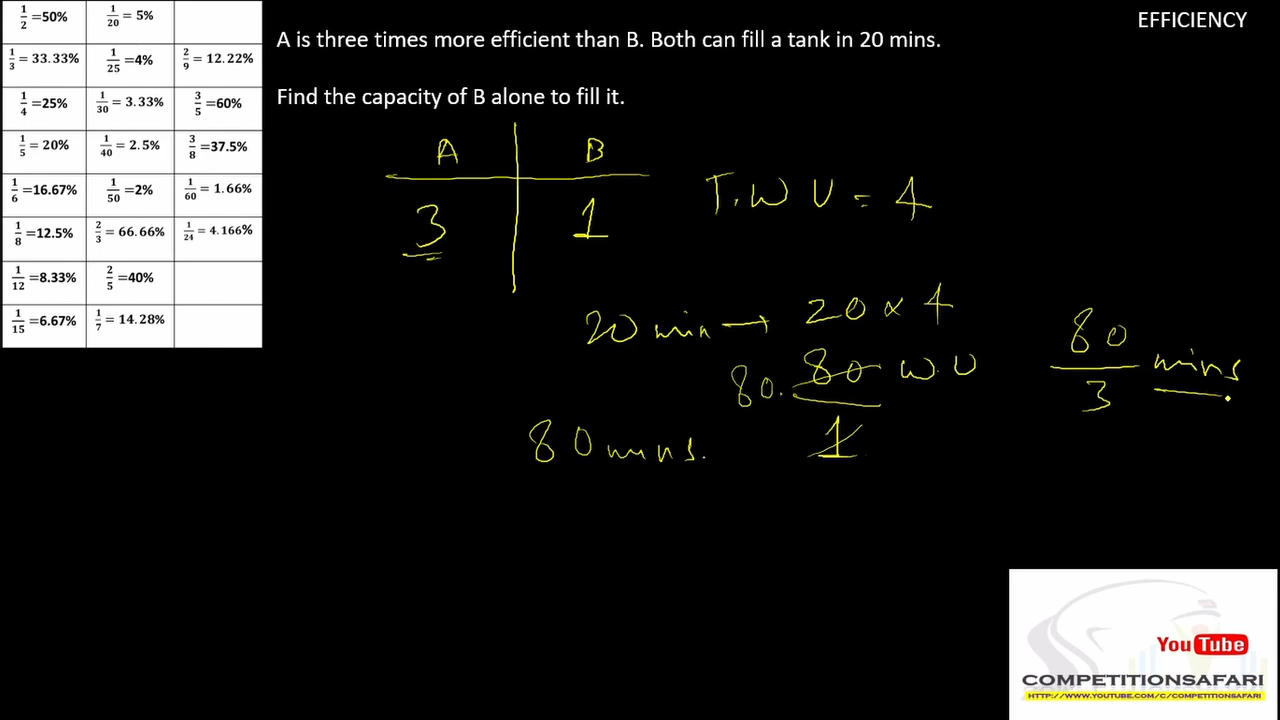 1/2 =50% 1/20 = 5%
1/3 = 33.33% 1/25 =4% 2/9 = 12.22%
1/4 =25% 1/30 = 3.33% 3/5 =60%
1/5 = 20% 1/40 = 2.5% 3/8 =37.5%
1/6 =16.67% 1/50 =2% 1/60 = 1.66%
1/8 =12.5% 2/3 = 66.66% 1/24 = 4.166%
1/12 =8.33% 2/5 =40%
1/15 =6.67% 1/7 = 14.28%
EFFICIENCY
A is three times more efficient than B. Both can fill a tank in 20 mins.
Find the capacity of B alone to fill it.
A B
3 1
T.W U = 4
20 min → 20 × 4
80. 80 W.U
1
80 mins.
80/3 mins.
YouTube
COMPETITIONSAFARI
HTTP://WWW.YOUTUBE.COM/C/COMPETITIONSAFARI